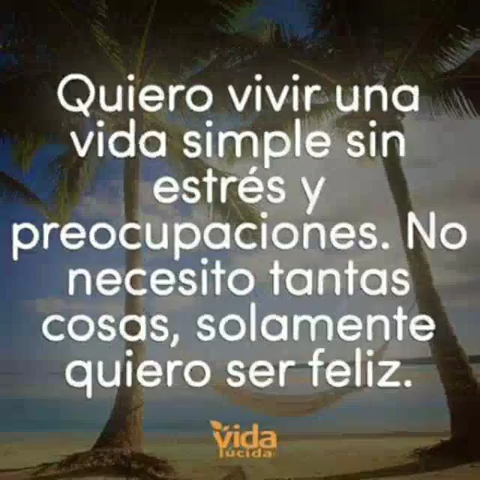 Quiero vivir una
vida simple sin
estrés y
preocupaciones. No
necesito tantas
cosas, solamente
quiero ser feliz.
vida
lúcida